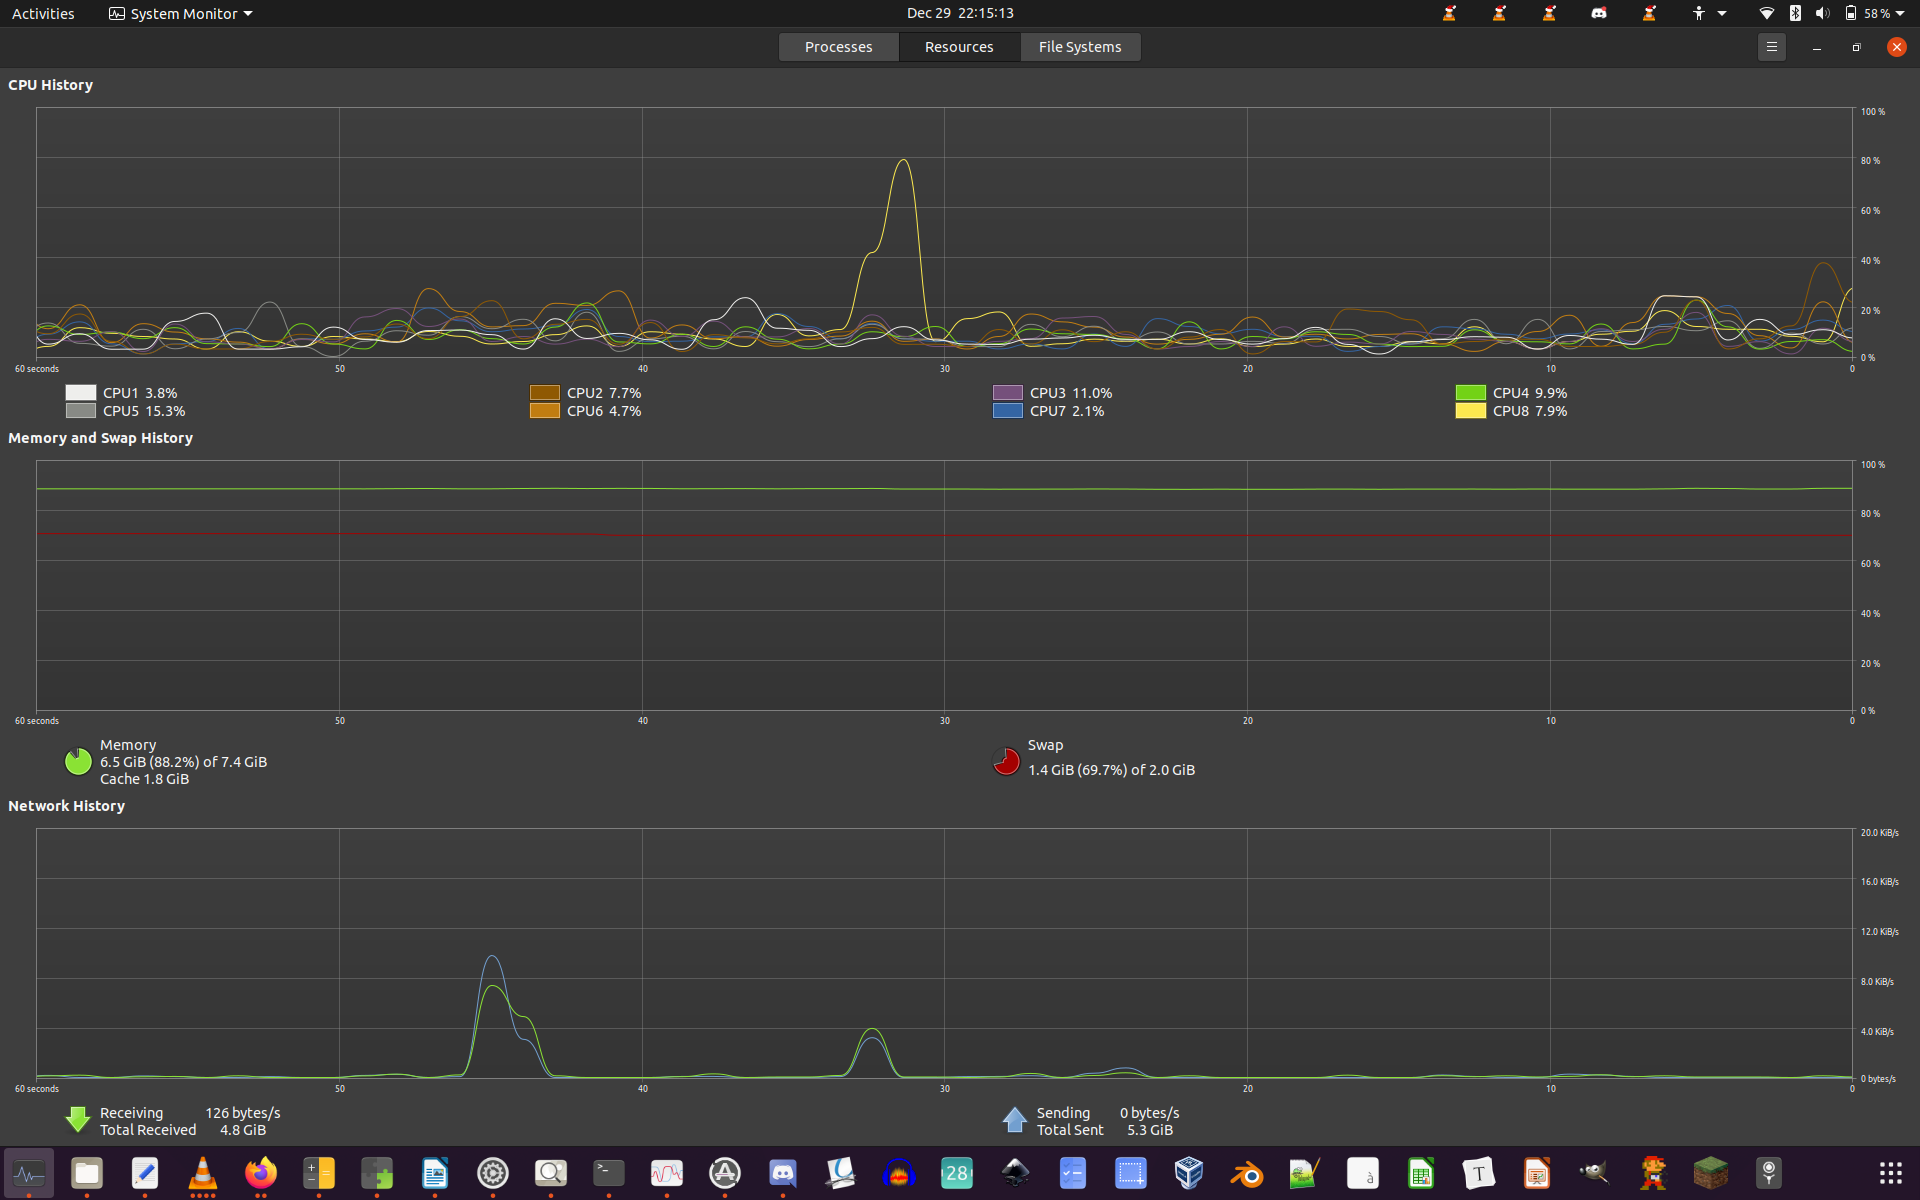 Activities System Monitor Dec 29 22:15:13 58 %
Processes Resources File Systems
CPU History
100 %
80 %
60 %
40 %
20 %
0 %
60 seconds 50 40 30 20 10 0
CPU1 3.8% CPU2 7.7% CPU3 11.0% CPU4 9.9%
CPU5 15.3% CPU6 4.7% CPU7 2.1% CPU8 7.9%
Memory and Swap History
100 %
80 %
60 %
40 %
20 %
0 %
60 seconds 50 40 30 20 10 0
Memory Swap
6.5 GiB (88.2%) of 7.4 GiB 1.4 GiB (69.7%) of 2.0 GiB
Cache 1.8 GiB
Network History
20.0 KiB/s
16.0 KiB/s
12.0 KiB/s
8.0 KiB/s
4.0 KiB/s
0 bytes/s
60 seconds 50 40 30 20 10 0
Receiving 126 bytes/s Sending 0 bytes/s
Total Received 4.8 GiB Total Sent 5.3 GiB
28 à T